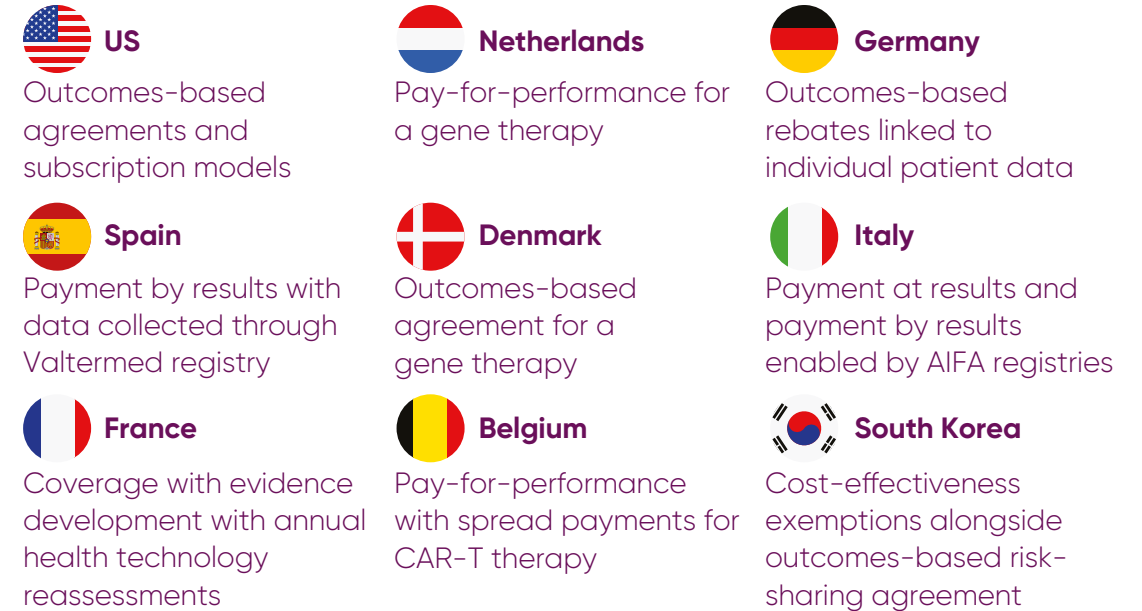 US
Outcomes-based
agreements and
subscription models
Netherlands
Pay-for-performance for
a gene therapy
Germany
Outcomes-based
rebates linked to
individual patient data
Spain
Payment by results with
data collected through
Valtermed registry
Denmark
Outcomes-based
agreement for a
gene therapy
Italy
Payment at results and
payment by results
enabled by AIFA registries
France
Coverage with evidence
development with annual
health technology
reassessments
Belgium
Pay-for-performance
with spread payments for
CAR-T therapy
South Korea
Cost-effectiveness
exemptions alongside
outcomes-based risk-
sharing agreement